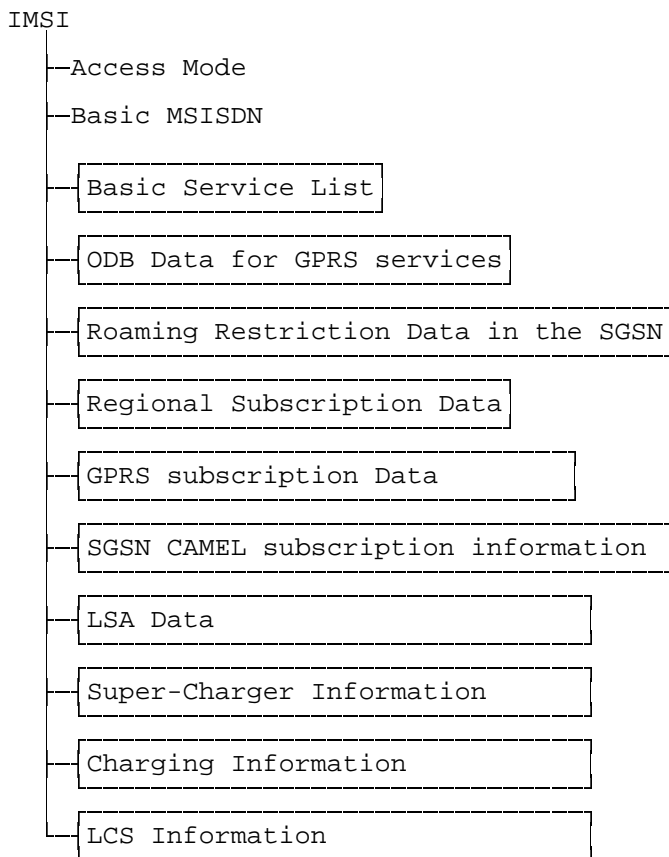 IMSI
Access Mode
Basic MSISDN
Basic Service List
ODB Data for GPRS services
Roaming Restriction Data in the SGSN
Regional Subscription Data
GPRS subscription Data
SGSN CAMEL subscription information
LSA Data
Super-Charger Information
Charging Information
LCS Information